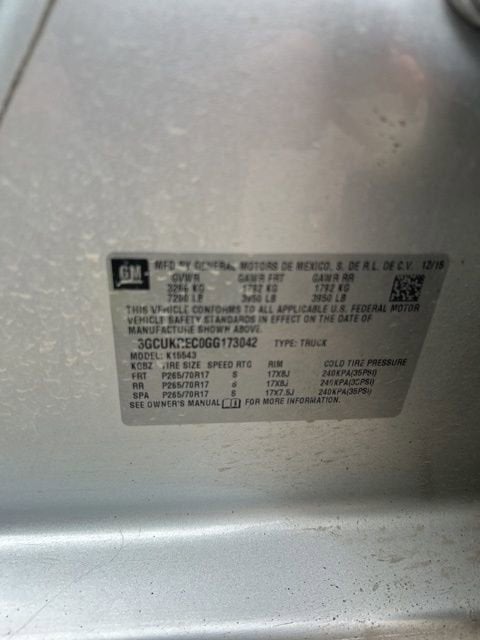 GM MFD BY GENERAL MOTORS DE MEXICO, S. DE R.L. DE C.V. 12/15
GVWR GAWR FRT GAWR RR
KG 1792 KG 1792 KG
LB 3950 LB 3950 LB
THIS VEHICLE CONFORMS TO ALL APPLICABLE U.S. FEDERAL MOTOR
VEHICLE SAFETY STANDARDS IN EFFECT ON THE DATE OF
MANUFACTURE SHOWN ABOVE.
TYPE: TRUCK
MODEL: K15543
TIRE SIZE SPEED RTG RIM COLD TIRE PRESSURE
FRT P265/70R17 S 17X8J 240KPA(35PSI)
RR P265/70R17 S 17X8J 240KPA(35PSI)
SPA P265/70R17 S 17X7.5J 240KPA(35PSI)
SEE OWNER'S MANUAL FOR MORE INFORMATION.